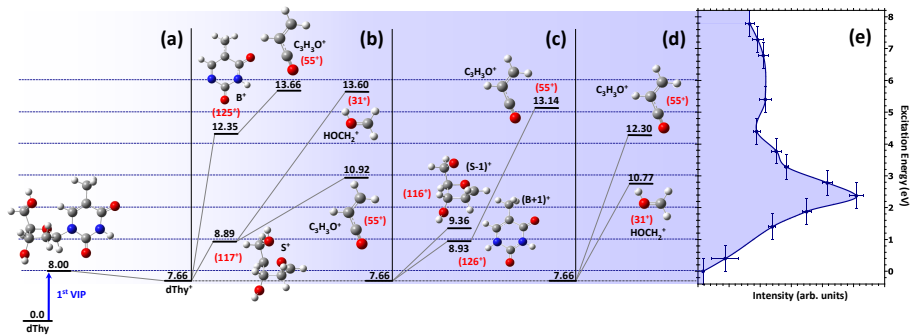 (a)
(b)
(c)
(d)
(e)
C₃H₃O⁺
(55⁺)
B⁺
(125⁺)
13.66
12.35
13.60
(31⁺)
HOCH₂⁺
10.92
C₃H₃O⁺
(55⁺)
8.89
(117⁺)
S⁺
8.00
1st VIP
0.0
dThy
7.66
dThy⁺
7.66
C₃H₃O⁺
(55⁺)
13.14
(S-1)⁺
(116⁺)
9.36
(B+1)⁺
8.93
(126⁺)
7.66
C₃H₃O⁺
(55⁺)
12.30
10.77
(31⁺)
HOCH₂⁺
8
7
6
5
4
3
2
1
0
Excitation Energy (eV)
Intensity (arb. units)